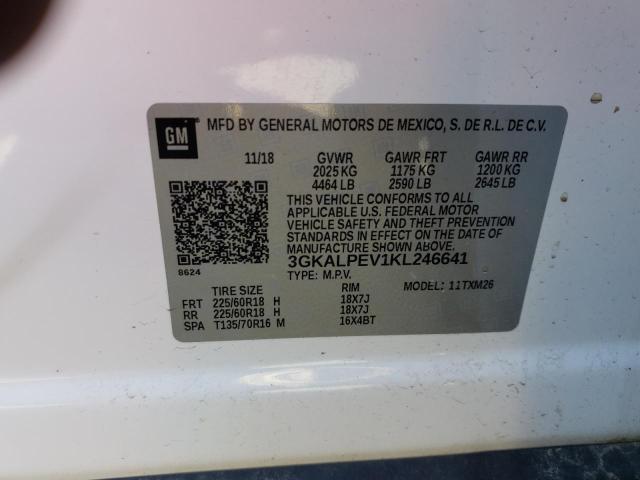 GM MFD BY GENERAL MOTORS DE MEXICO, S. DE R.L. DE C.V.
11/18 GVWR GAWR FRT GAWR RR
2025 KG 1175 KG 1200 KG
4464 LB 2590 LB 2645 LB
THIS VEHICLE CONFORMS TO ALL
APPLICABLE U.S. FEDERAL MOTOR
VEHICLE SAFETY AND THEFT PREVENTION
STANDARDS IN EFFECT ON THE DATE OF
MANUFACTURE SHOWN ABOVE.
8624 3GKALPEV1KL246641
TYPE: M.P.V. MODEL: 11TXM26
TIRE SIZE RIM
FRT 225/60R18 H 18X7J
RR 225/60R18 H 18X7J
SPA T135/70R16 M 16X4BT